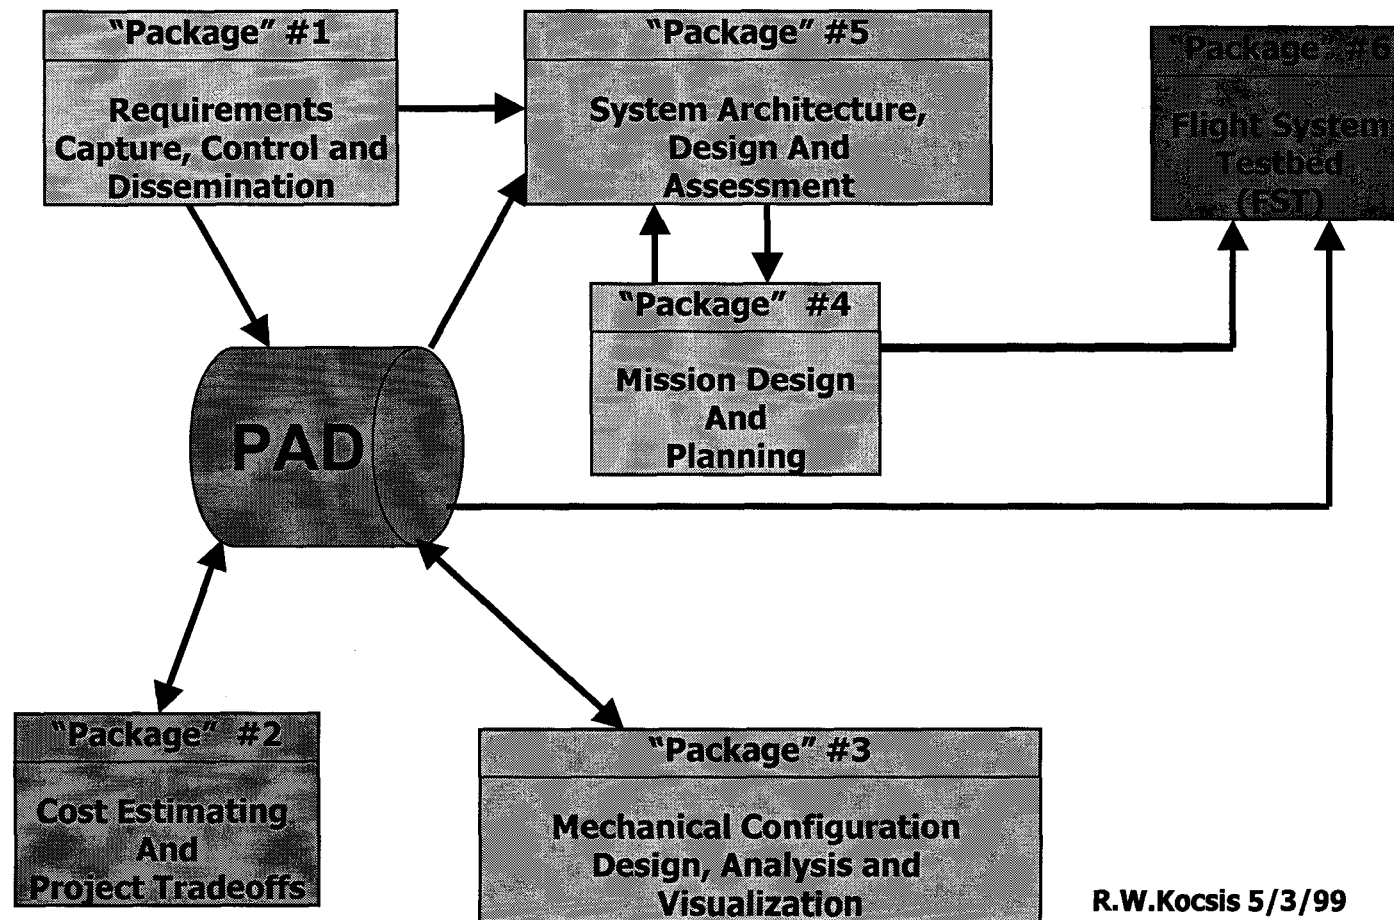 "Package" #1
Requirements
Capture, Control and
Dissemination
"Package" #5
System Architecture,
Design And
Assessment
"Package" #6
Flight System
Testbed
(FST)
"Package" #4
Mission Design
And
Planning
PAD
"Package" #2
Cost Estimating
And
Project Tradeoffs
"Package" #3
Mechanical Configuration
Design, Analysis and
Visualization
R.W.Kocsis 5/3/99